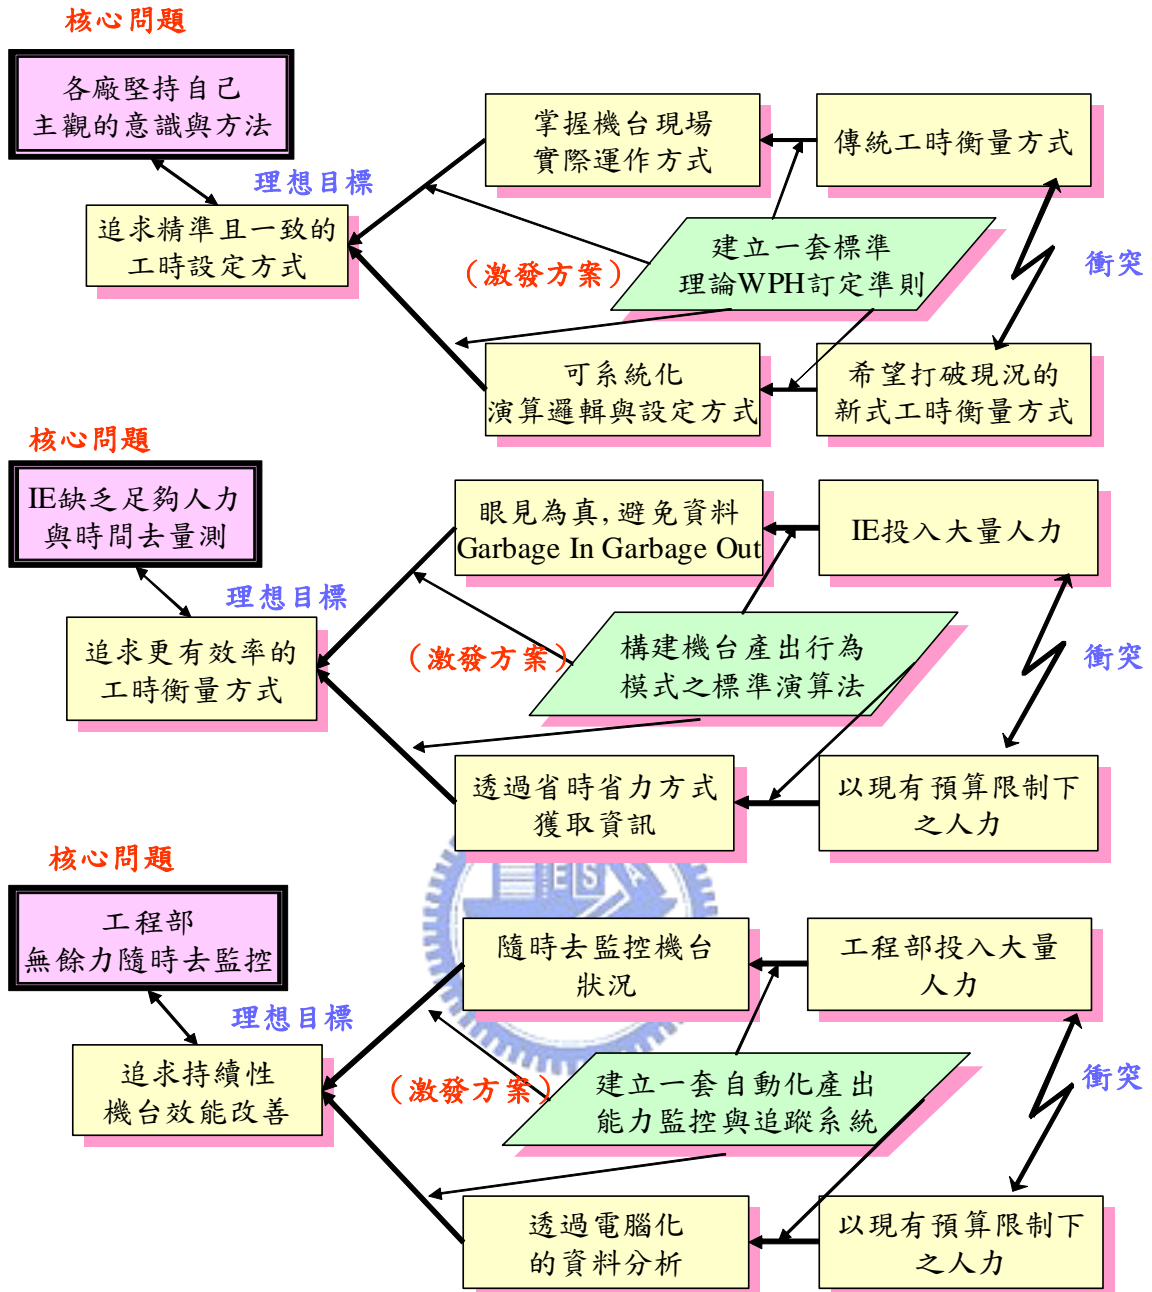 核心問題
各廠堅持自己
主觀的意識與方法
理想目標
追求精準且一致的
工時設定方式
掌握機台現場
實際運作方式
傳統工時衡量方式
(激發方案)
建立一套標準
理論WPH訂定準則
衝突
可系統化
演算邏輯與設定方式
希望打破現況的
新式工時衡量方式
核心問題
IE缺乏足夠人力
與時間去量測
理想目標
追求更有效率的
工時衡量方式
眼見為真,避免資料
Garbage In Garbage Out
IE投入大量人力
(激發方案)
構建機台產出行為
模式之標準演算法
衝突
透過省時省力方式
獲取資訊
以現有預算限制下
之人力
核心問題
工程部
無餘力隨時去監控
理想目標
追求持續性
機台效能改善
ESA
隨時去監控機台
狀況
工程部投入大量
人力
(激發方案)
建立一套自動化產出
能力監控與追蹤系統
衝突
透過電腦化
的資料分析
以現有預算限制下
之人力